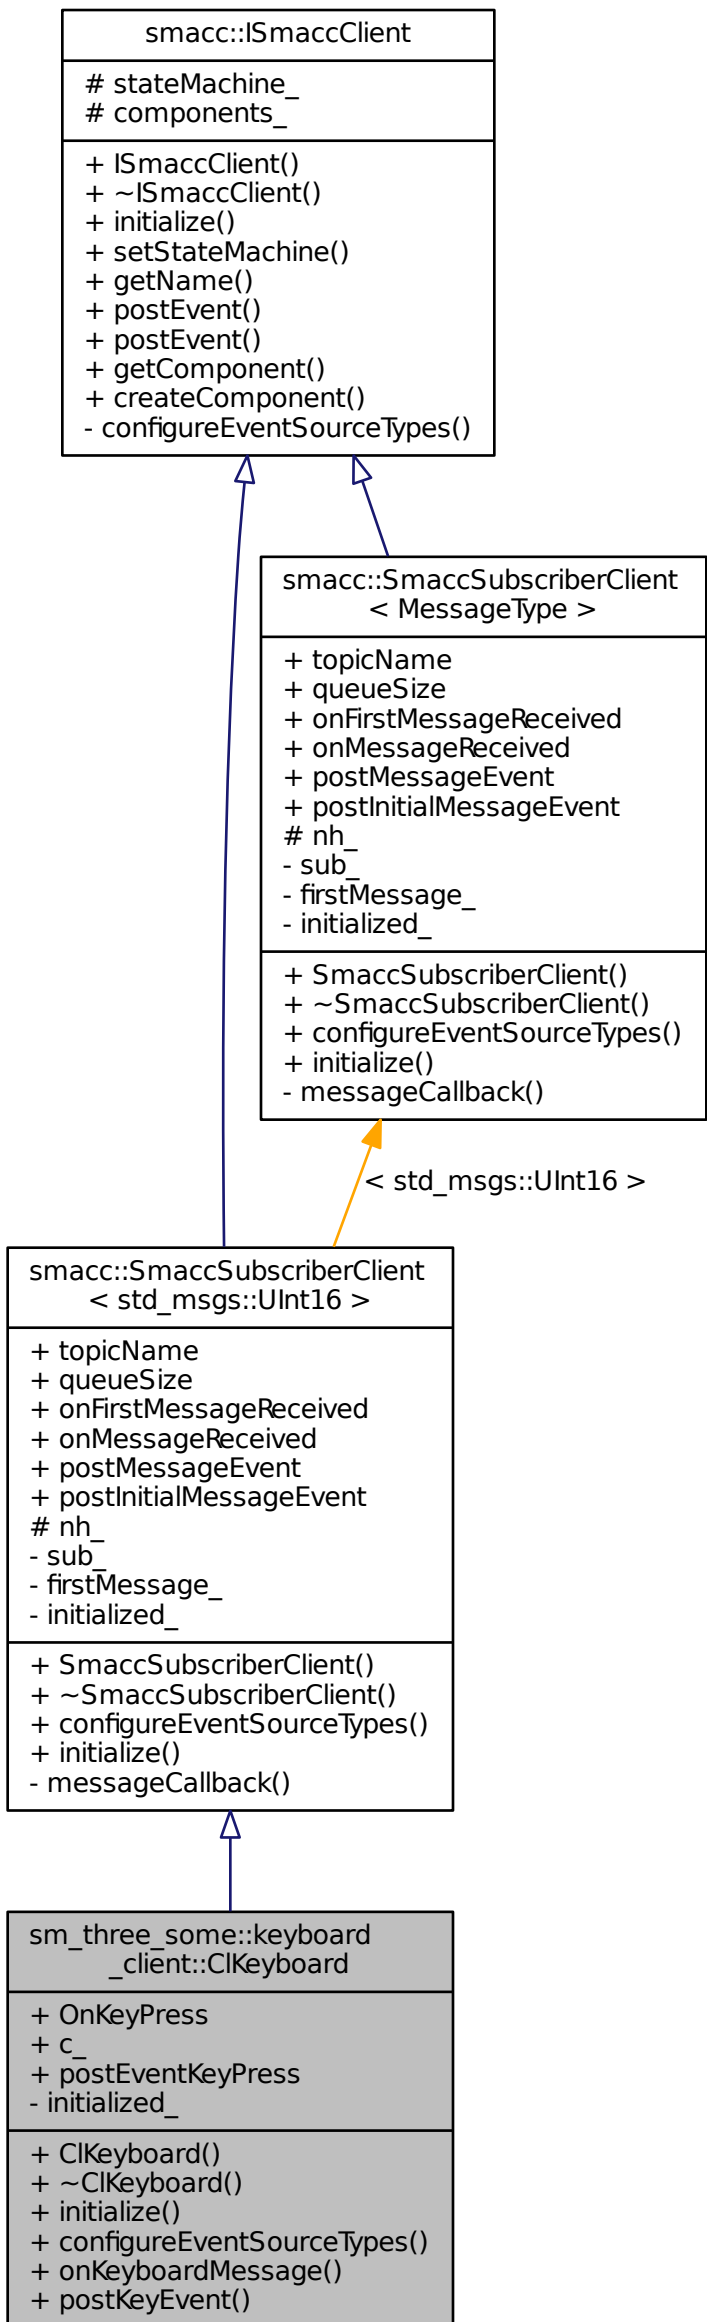 smacc::ISmaccClient
# stateMachine_
# components_
+ ISmaccClient()
+ ~ISmaccClient()
+ initialize()
+ setStateMachine()
+ getName()
+ postEvent()
+ postEvent()
+ getComponent()
+ createComponent()
- configureEventSourceTypes()
smacc::SmaccSubscriberClient
< MessageType >
+ topicName
+ queueSize
+ onFirstMessageReceived
+ onMessageReceived
+ postMessageEvent
+ postInitialMessageEvent
# nh_
- sub_
- firstMessage_
- initialized_
+ SmaccSubscriberClient()
+ ~SmaccSubscriberClient()
+ configureEventSourceTypes()
+ initialize()
- messageCallback()
< std_msgs::UInt16 >
smacc::SmaccSubscriberClient
< std_msgs::UInt16 >
+ topicName
+ queueSize
+ onFirstMessageReceived
+ onMessageReceived
+ postMessageEvent
+ postInitialMessageEvent
# nh_
- sub_
- firstMessage_
- initialized_
+ SmaccSubscriberClient()
+ ~SmaccSubscriberClient()
+ configureEventSourceTypes()
+ initialize()
- messageCallback()
sm_three_some::keyboard
_client::ClKeyboard
+ OnKeyPress
+ c_
+ postEventKeyPress
- initialized_
+ ClKeyboard()
+ ~ClKeyboard()
+ initialize()
+ configureEventSourceTypes()
+ onKeyboardMessage()
+ postKeyEvent()